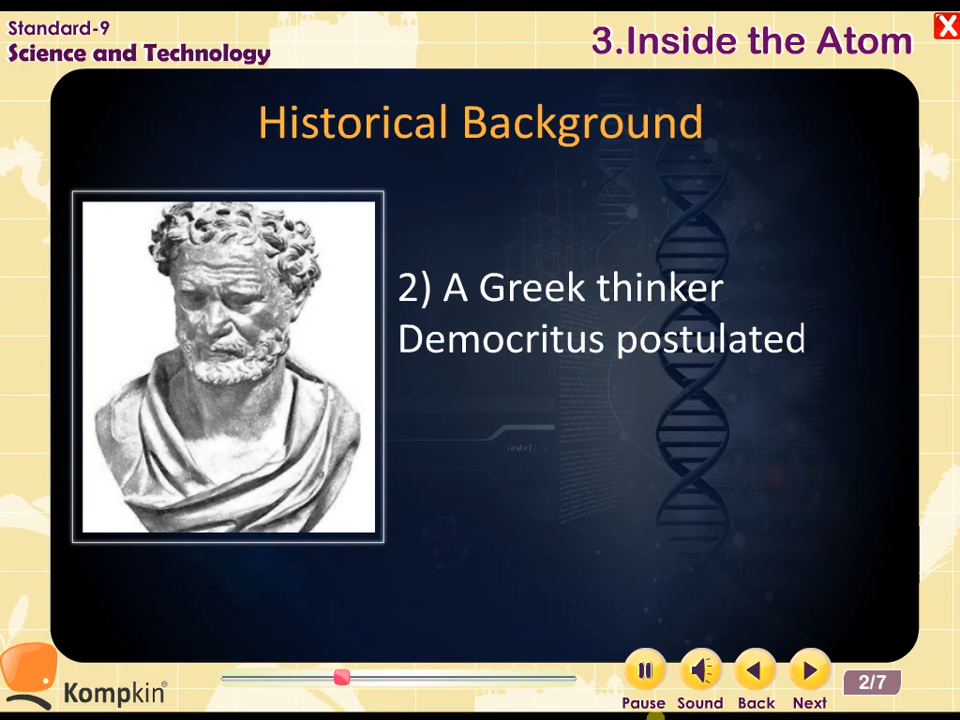 Standard-9
Science and Technology
3.Inside the Atom
X
Historical Background
2) A Greek thinker
Democritus postulated
Kompkin®
Pause Sound Back Next
2/7